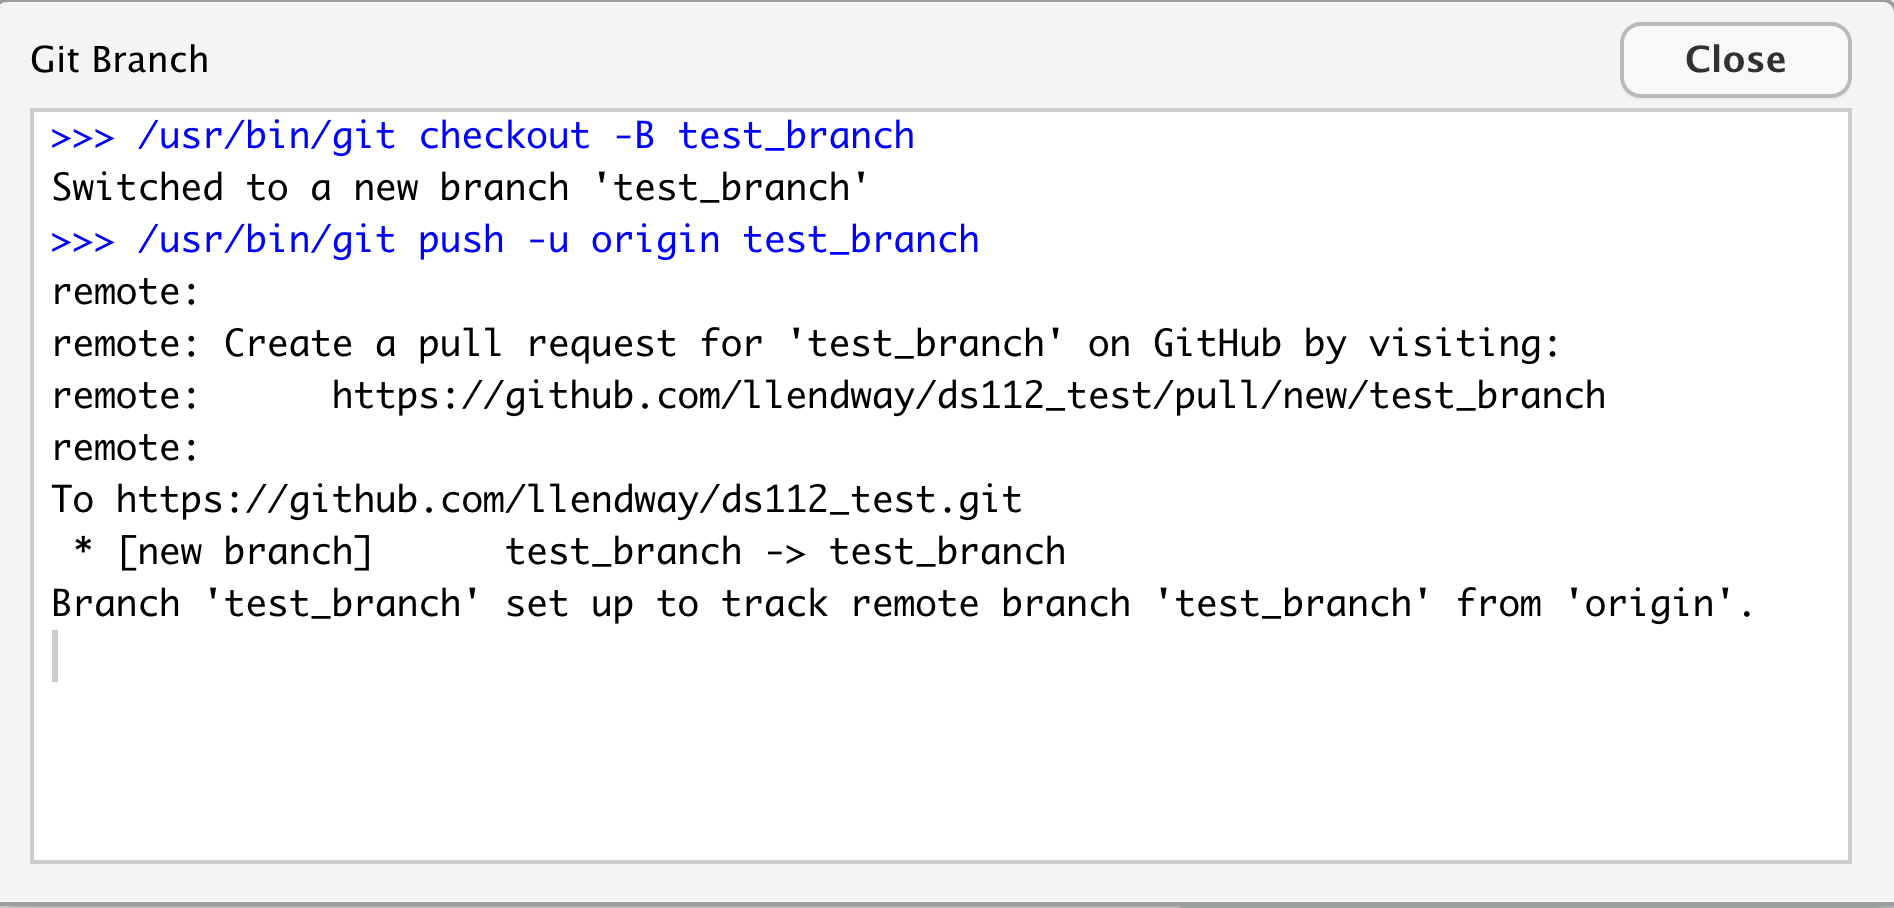 Git Branch
Close
>>> /usr/bin/git checkout -B test_branch
Switched to a new branch 'test_branch'
>>> /usr/bin/git push -u origin test_branch
remote:
remote: Create a pull request for 'test_branch' on GitHub by visiting:
remote:      https://github.com/llendway/ds112_test/pull/new/test_branch
remote:
To https://github.com/llendway/ds112_test.git
 * [new branch]      test_branch -> test_branch
Branch 'test_branch' set up to track remote branch 'test_branch' from 'origin'.